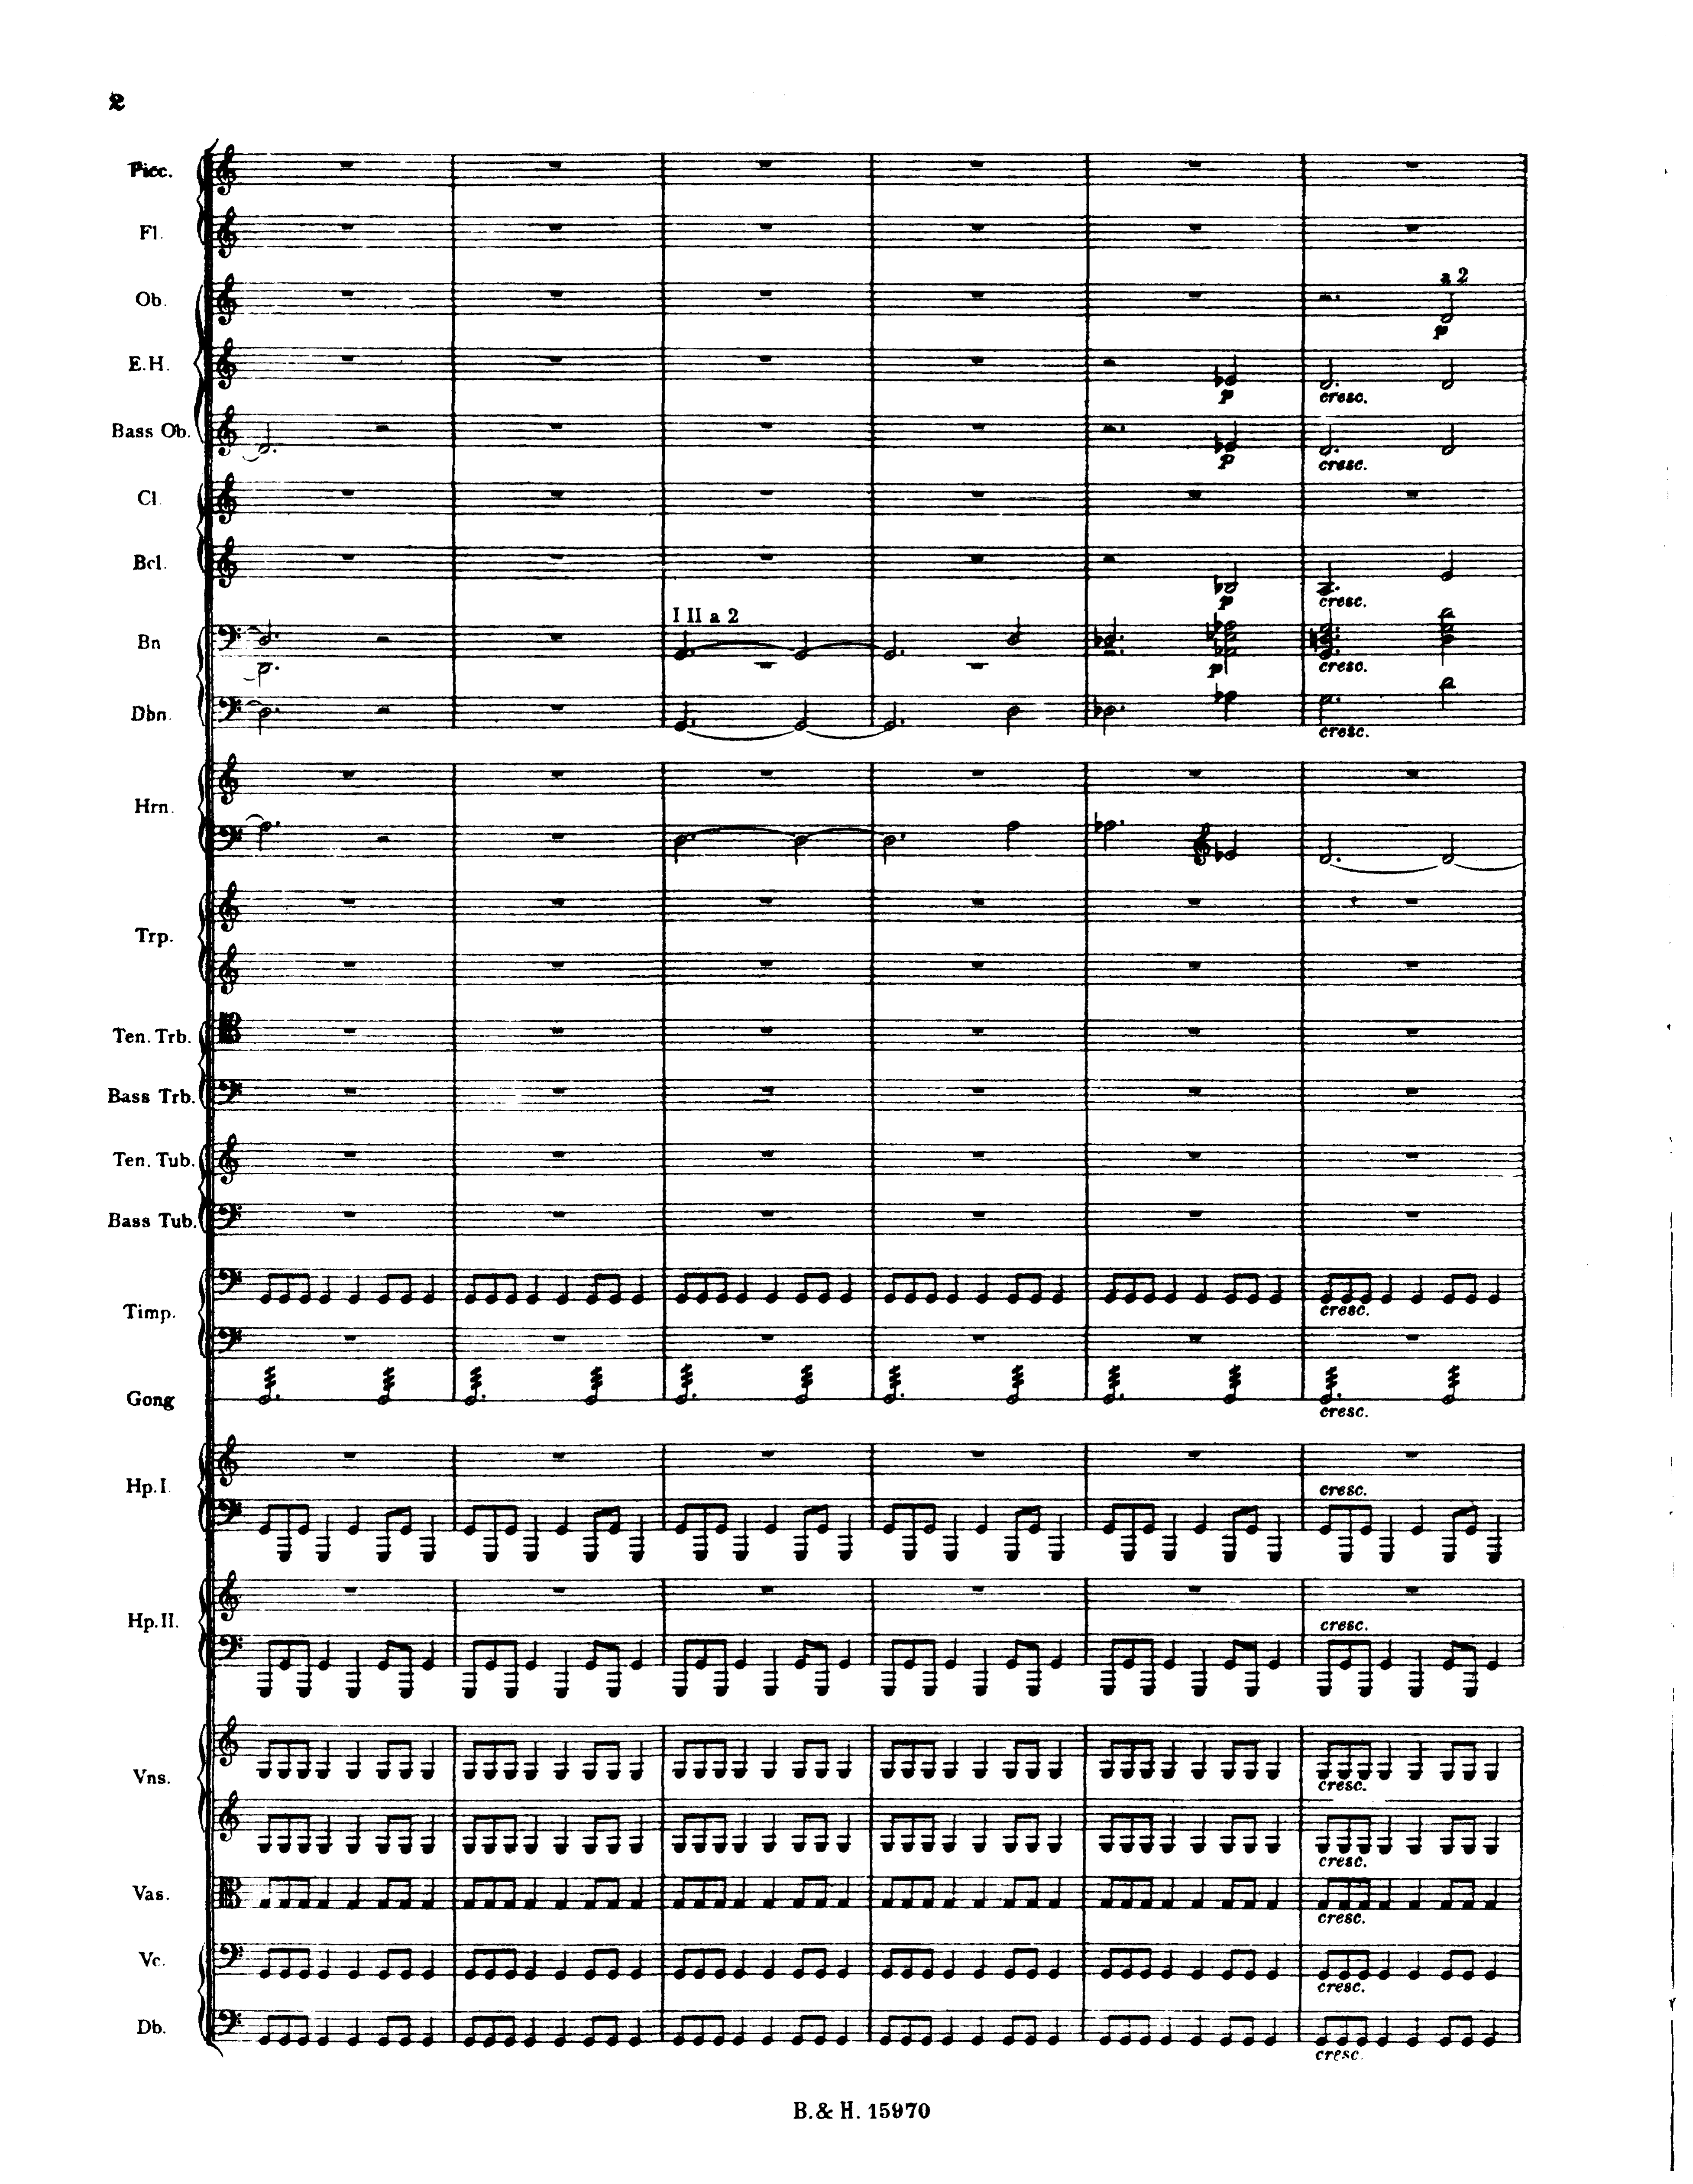 2
Picc.
Fl.
a 2
Ob.
p
E.H.
p cresc.
Bass Ob.
p cresc.
Cl.
Bcl.
p cresc.
I II a 2
Bn
p cresc.
Dbn.
cresc.
Hrn.
Trp.
Ten. Trb.
Bass Trb.
Ten. Tub.
Bass Tub.
Timp.
cresc.
Gong
cresc.
Hp. I.
cresc.
Hp. II.
cresc.
Vns.
cresc.
cresc.
Vas.
cresc.
Vc.
cresc.
Db.
cresc.
B. & H. 15970